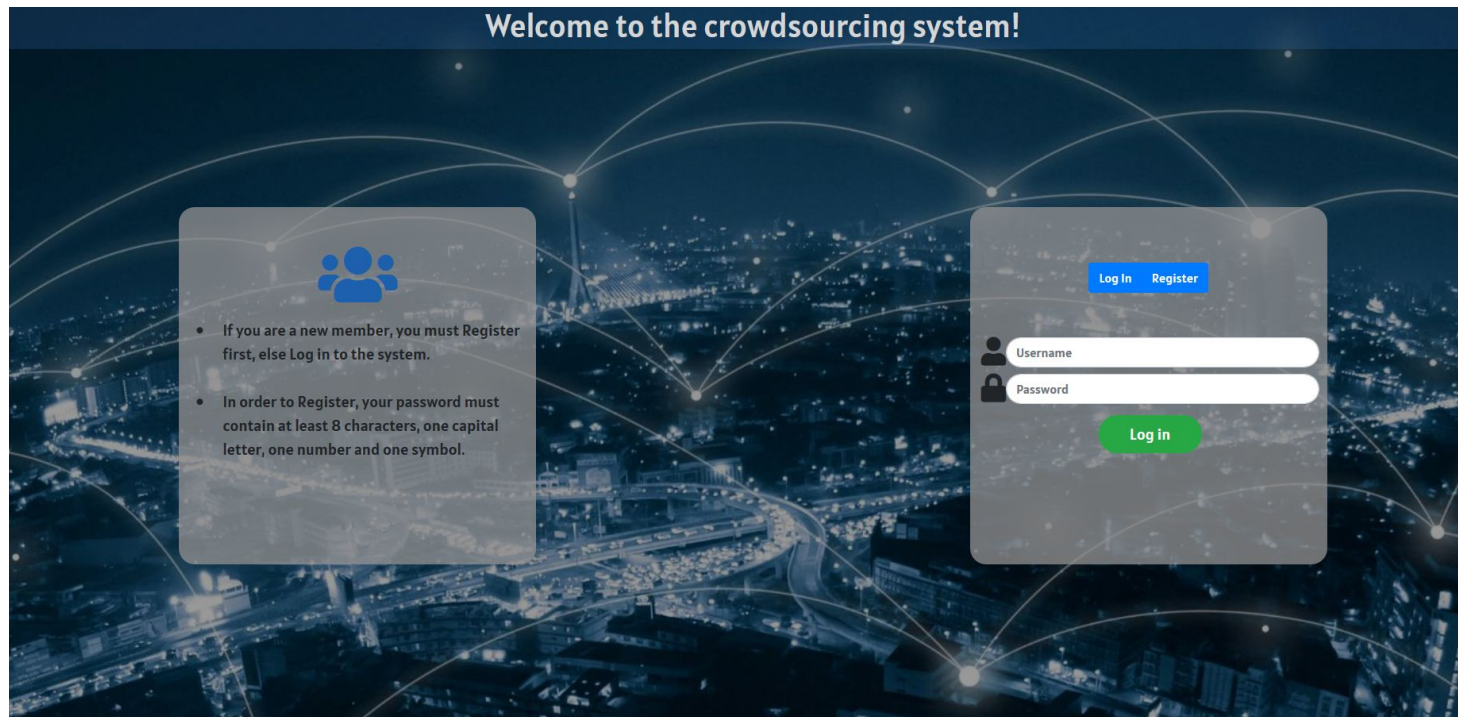 Welcome to the crowdsourcing system!
If you are a new member, you must Register
first, else Log in to the system.
In order to Register, your password must
contain at least 8 characters, one capital
letter, one number and one symbol.
Log In Register
Username
Password
Log in